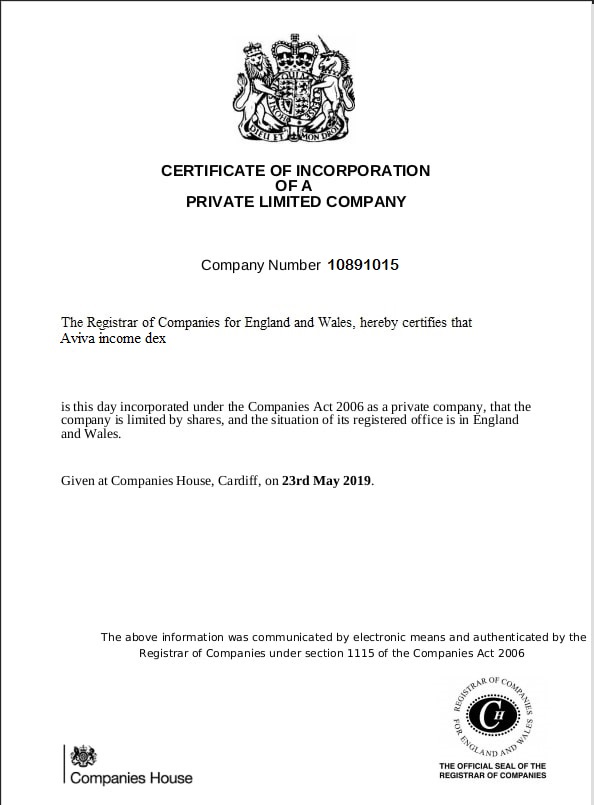 DIEU ET MON DROIT
CERTIFICATE OF INCORPORATION
OF A
PRIVATE LIMITED COMPANY
Company Number 10891015
The Registrar of Companies for England and Wales, hereby certifies that
Aviva income dex
is this day incorporated under the Companies Act 2006 as a private company, that the
company is limited by shares, and the situation of its registered office is in England
and Wales.
Given at Companies House, Cardiff, on 23rd May 2019.
The above information was communicated by electronic means and authenticated by the
Registrar of Companies under section 1115 of the Companies Act 2006
Companies House
REGISTRAR OF COMPANIES
FOR ENGLAND AND WALES
CH
THE OFFICIAL SEAL OF THE
REGISTRAR OF COMPANIES